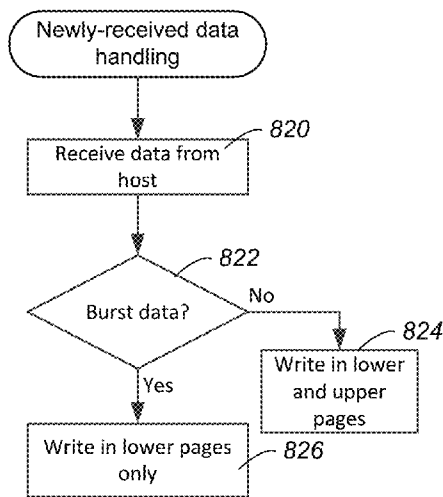 Newly-received data
handling
820
Receive data from
host
822
Burst data?
No
824
Write in lower
and upper
pages
Yes
Write in lower pages
only
826